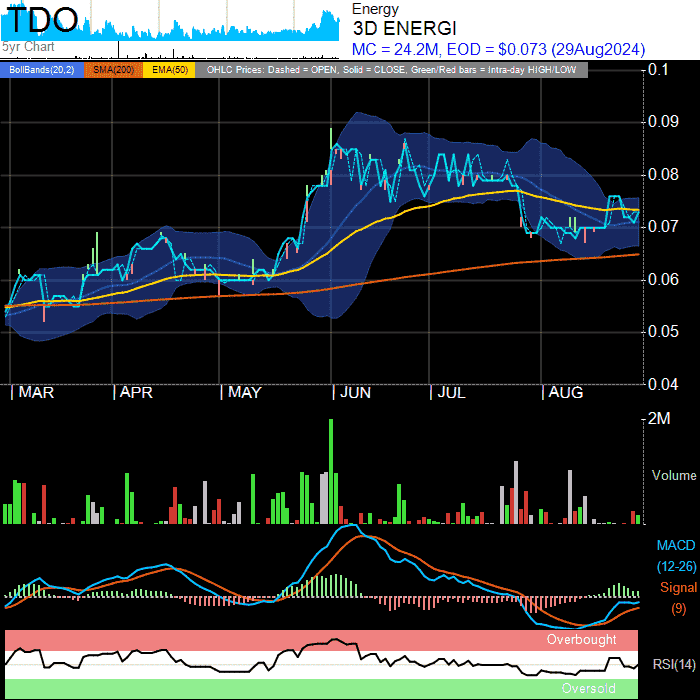 TDO
5yr Chart
Energy
3D ENERGI
MC = 24.2M, EOD = $0.073 (29Aug2024)
BollBands(20,2) SMA(200) EMA(50) OHLC Prices: Dashed = OPEN, Solid = CLOSE, Green/Red bars = Intra-day HIGH/LOW
0.1
0.09
0.08
0.07
0.06
0.05
0.04
MAR APR MAY JUN JUL AUG
2M
Volume
MACD
(12-26)
Signal
(9)
Overbought
RSI(14)
Oversold